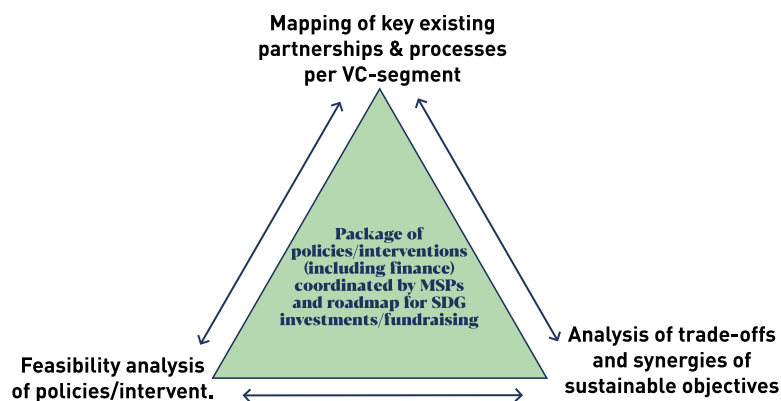 Mapping of key existing
partnerships & processes
per VC-segment
Package of
policies/interventions
(including finance)
coordinated by MSPs
and roadmap for SDG
investments/fundraising
Feasibility analysis
of policies/intervent.
Analysis of trade-offs
and synergies of
sustainable objectives